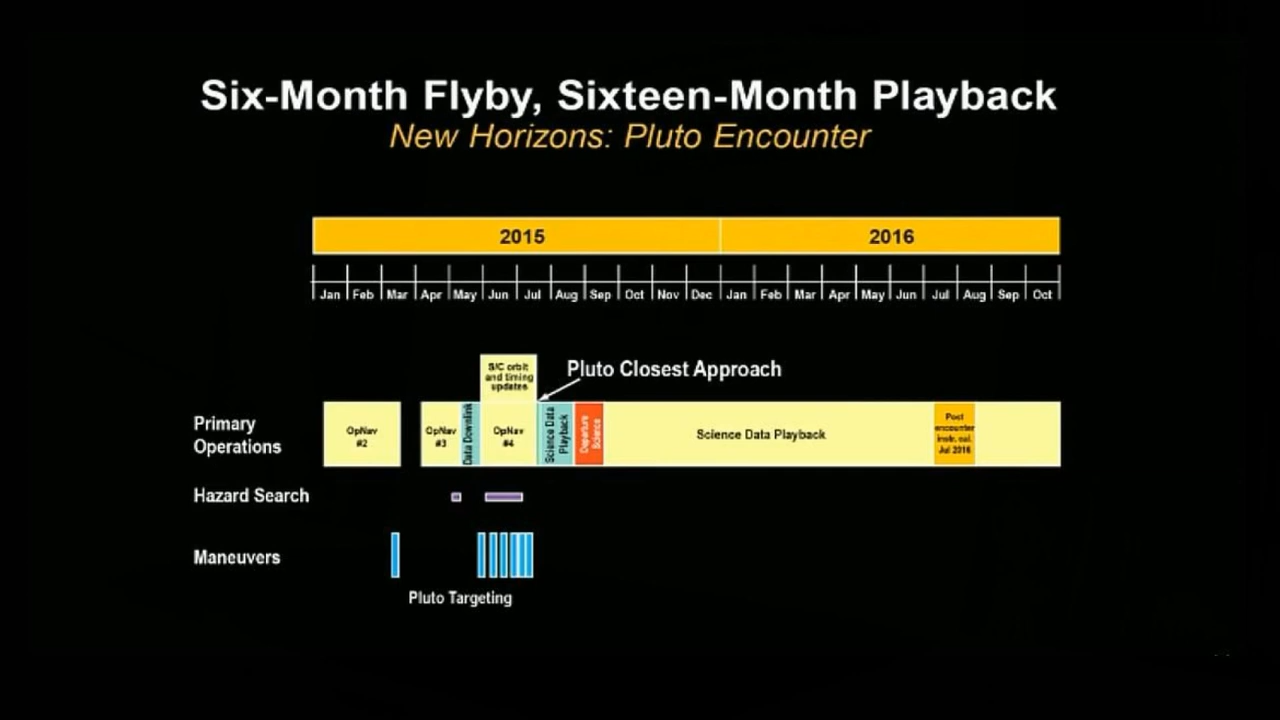 Six-Month Flyby, Sixteen-Month Playback
New Horizons: Pluto Encounter
2015
2016
Jan Feb Mar Apr May Jun Jul Aug Sep Oct Nov Dec Jan Feb Mar Apr May Jun Jul Aug Sep Oct
S/C orbit
and timing
updates
Pluto Closest Approach
Primary
Operations
OpNav
#2
OpNav
#3
Data Downlink
OpNav
#4
Science Data
Playback
Departure
Science
Science Data Playback
Post
encounter
instr. cal.
Jul 2016
Hazard Search
Maneuvers
Pluto Targeting